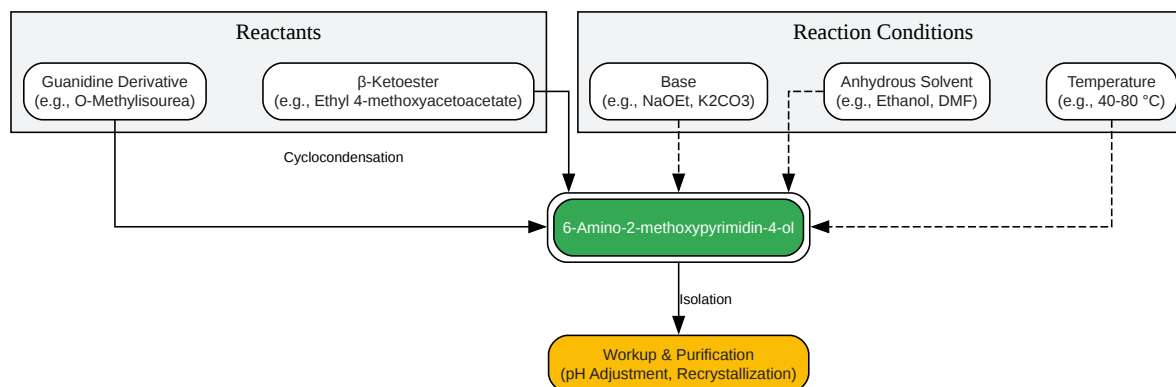 Reactants
Reaction Conditions
Guanidine Derivative
(e.g., O-Methylisourea)
β-Ketoester
(e.g., Ethyl 4-methoxyacetoacetate)
Base
(e.g., NaOEt, K2CO3)
Anhydrous Solvent
(e.g., Ethanol, DMF)
Temperature
(e.g., 40-80 °C)
Cyclocondensation
6-Amino-2-methoxypyrimidin-4-ol
Isolation
Workup & Purification
(pH Adjustment, Recrystallization)